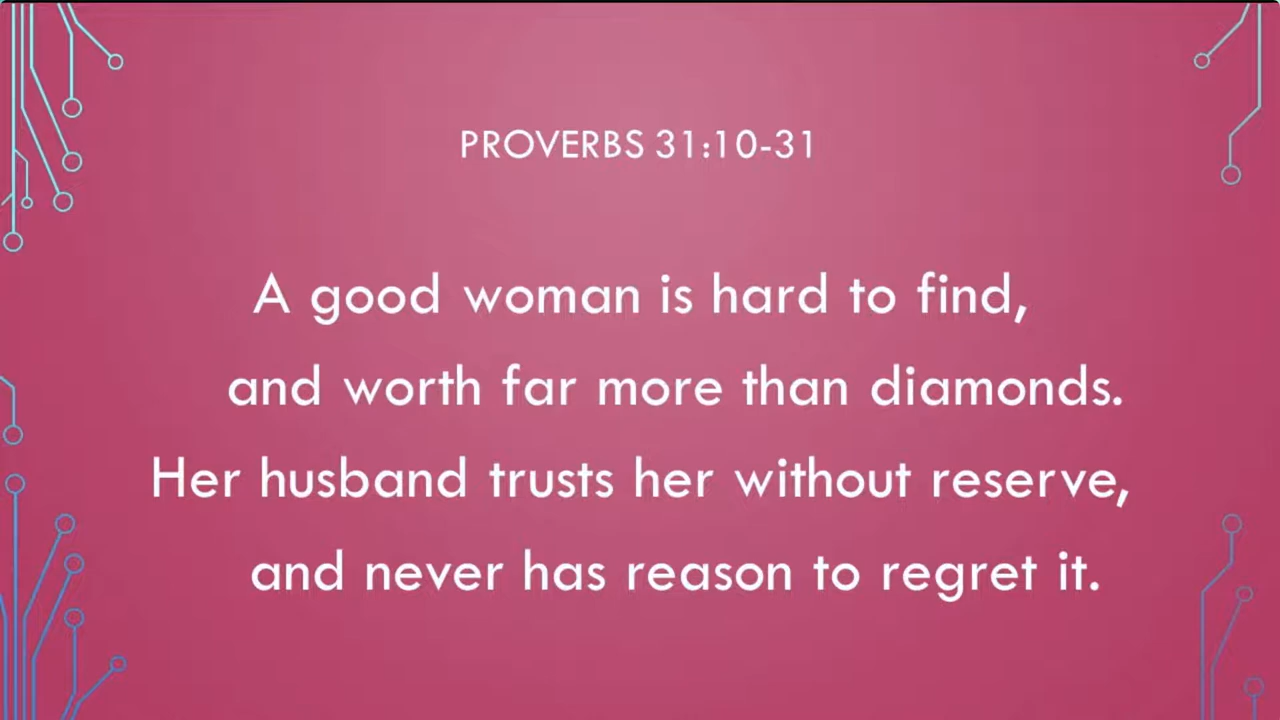 PROVERBS 31:10-31
A good woman is hard to find,
and worth far more than diamonds.
Her husband trusts her without reserve,
and never has reason to regret it.